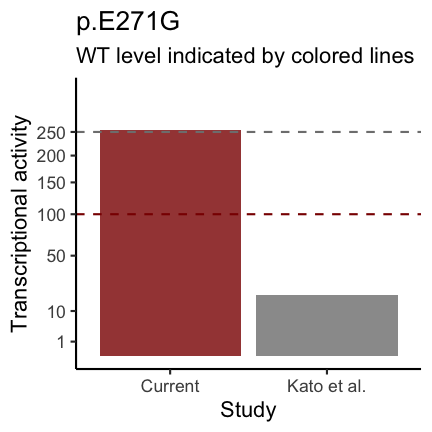 p.E271G
WT level indicated by colored lines
Transcriptional activity
250
200
150
100
50
10
1
Current
Kato et al.
Study